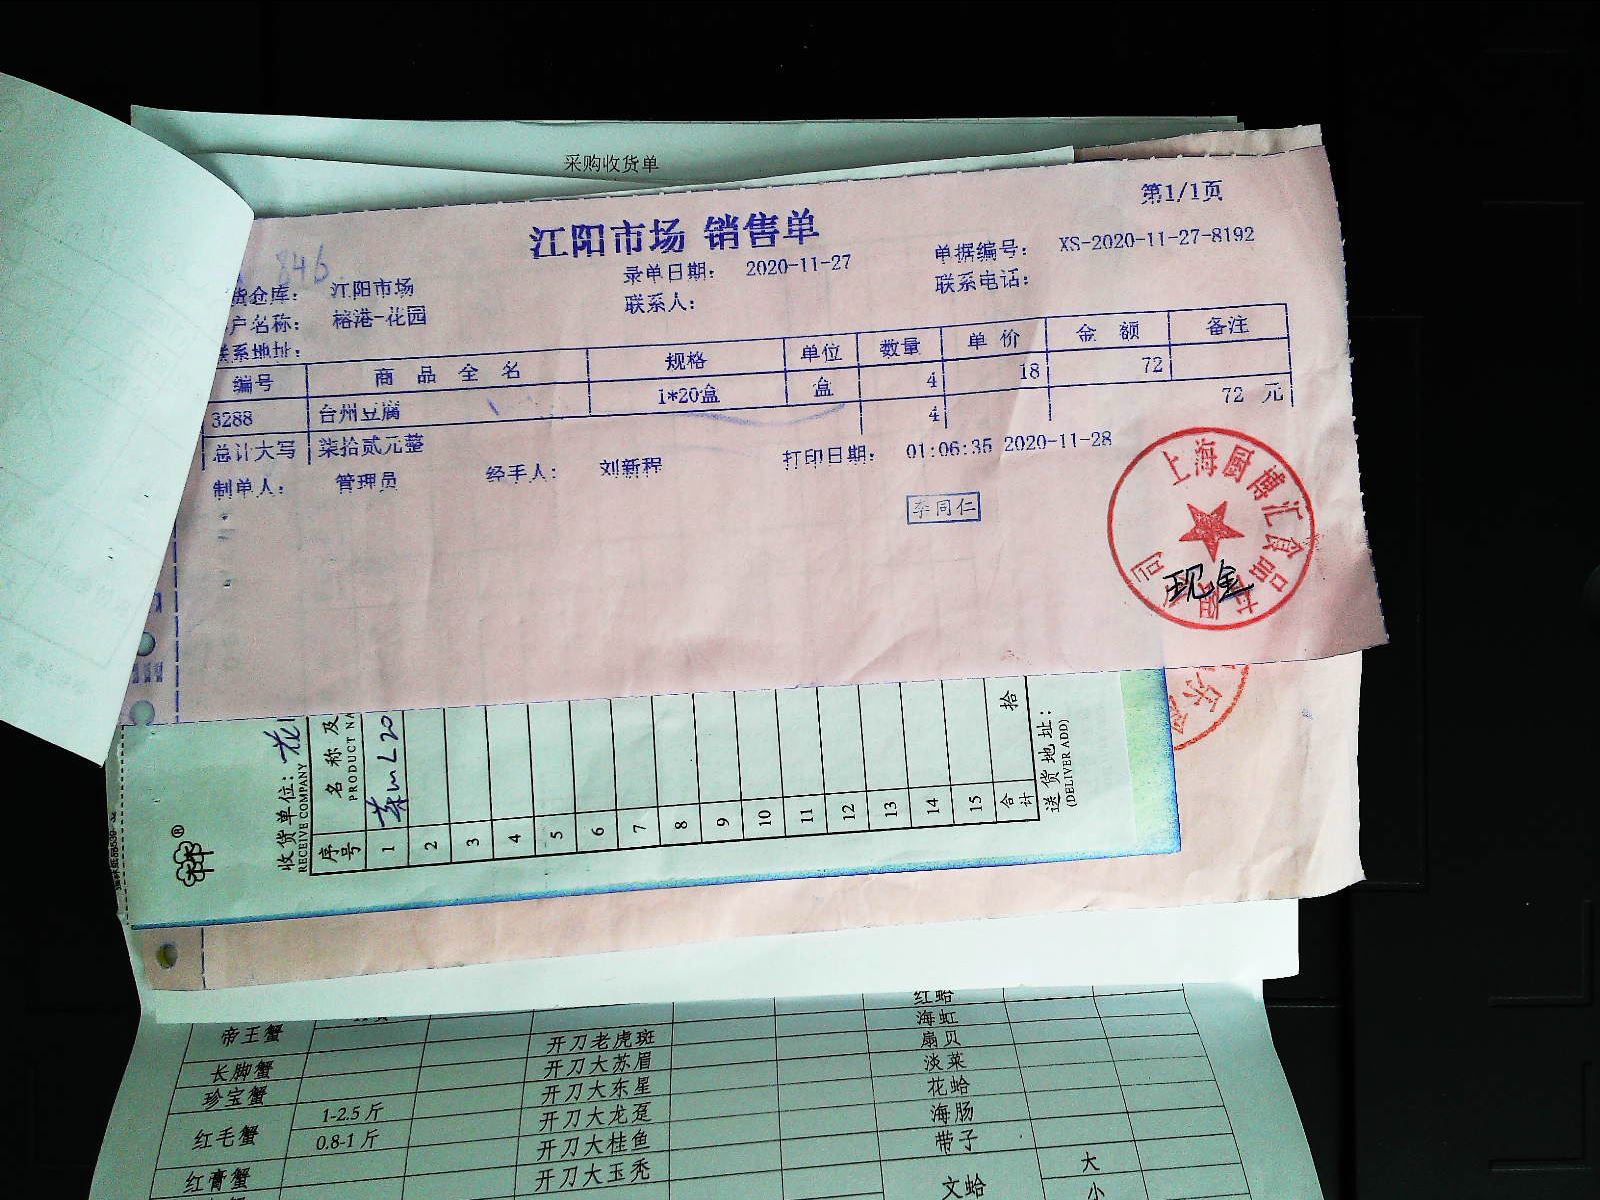 采购收货单
第1/1页
江阳市场 销售单
846
录单日期: 2020-11-27
单据编号: XS-2020-11-27-8192
货仓库: 江阳市场
联系人:
联系电话:
户名称: 榕港-花园
联系地址:
编号 商品全名 规格 单位 数量 单价 金额 备注
3288 台州豆腐 1*20盒 盒 4 18 72
总计大写 柒拾贰元整 4 72 元
制单人: 管理员 经手人: 刘新程 打印日期: 01:06:35 2020-11-28
李同仁
上海厨博汇食品有限公司
现金
收货单位:
RECEIVE COMPANY
序号 名称及
PRODUCT NA
1
2
3
4
5
6
7
8
9
10
11
12
13
14
15
合计 拾
送货地址:
(DELIVER ADD)
红蛤
帝王蟹 海虹
开刀老虎斑 扇贝
长脚蟹 开刀大苏眉 淡菜
珍宝蟹 开刀大东星 花蛤
红毛蟹 1-2.5斤 开刀大龙趸 海肠
0.8-1斤 开刀大桂鱼 带子
红膏蟹 开刀大玉秃 文蛤 大
小